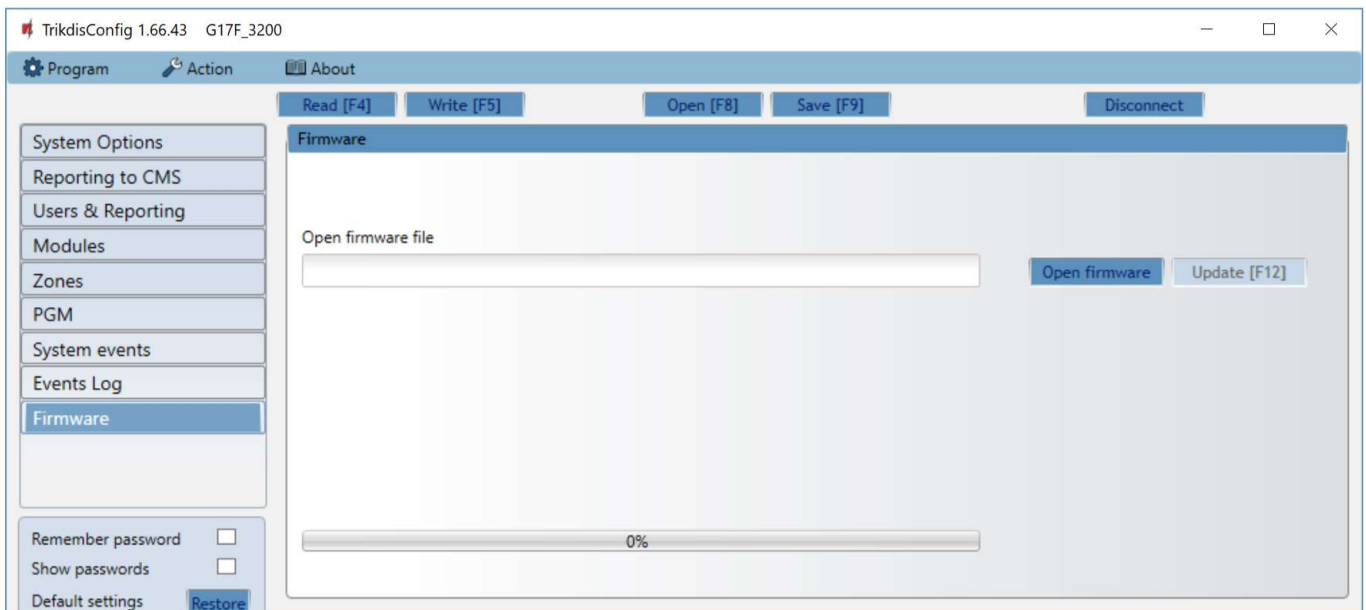 TrikdisConfig 1.66.43 G17F_3200
Program Action About
Read [F4] Write [F5] Open [F8] Save [F9] Disconnect
System Options
Reporting to CMS
Users & Reporting
Modules
Zones
PGM
System events
Events Log
Firmware
Remember password
Show passwords
Default settings Restore
Firmware
Open firmware file
Open firmware Update [F12]
0%